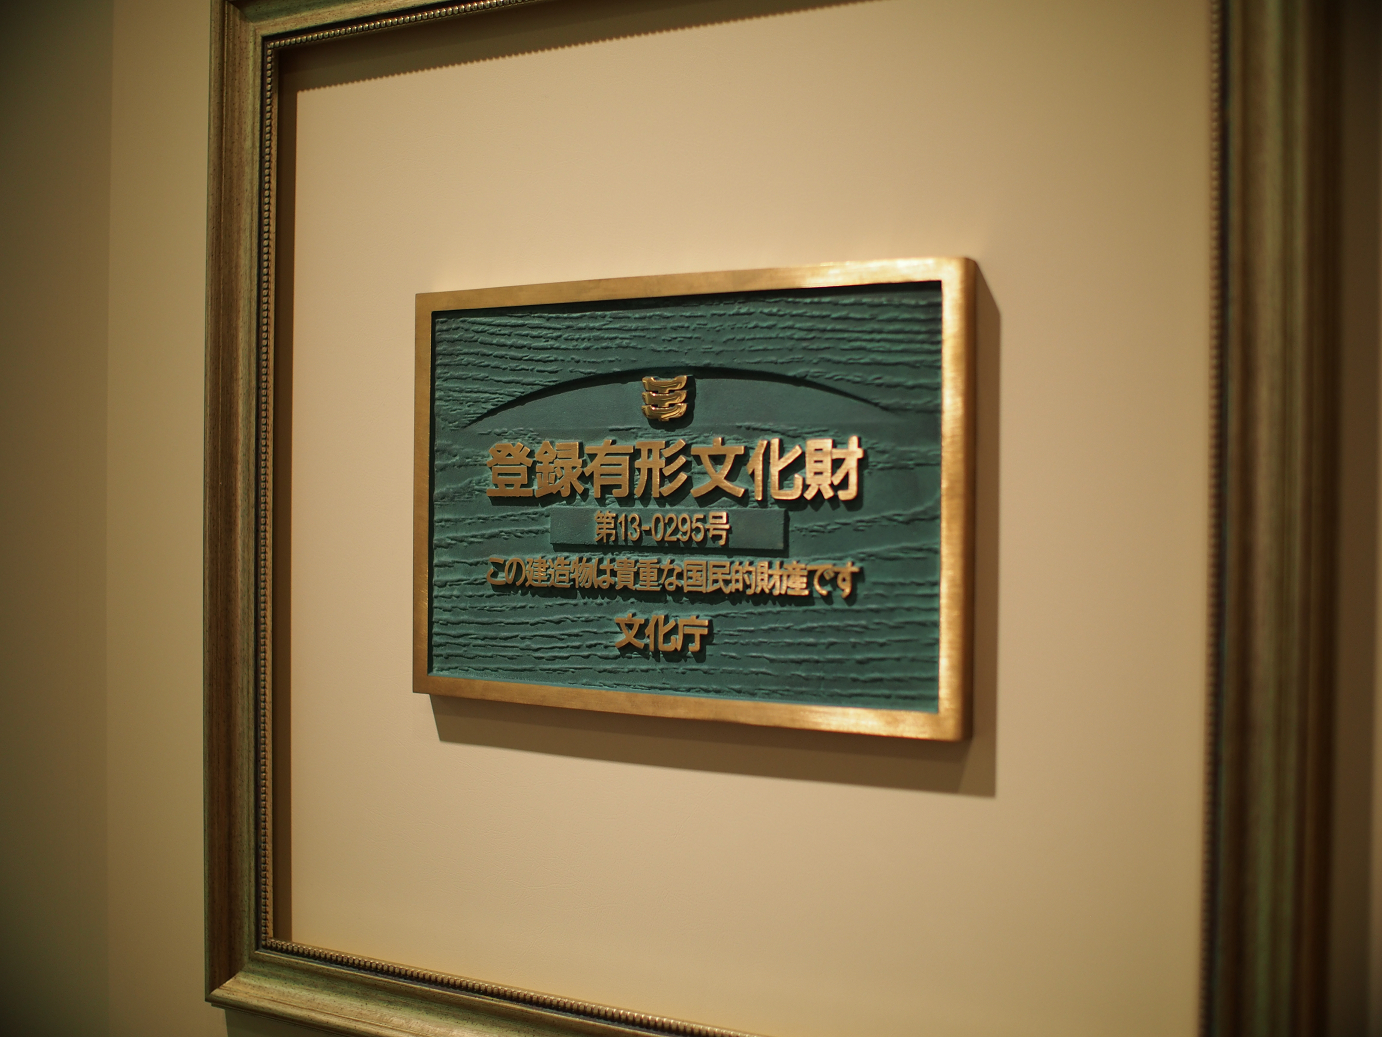 登録有形文化財
第13-0295号
この建造物は貴重な国民的財産です
文化庁